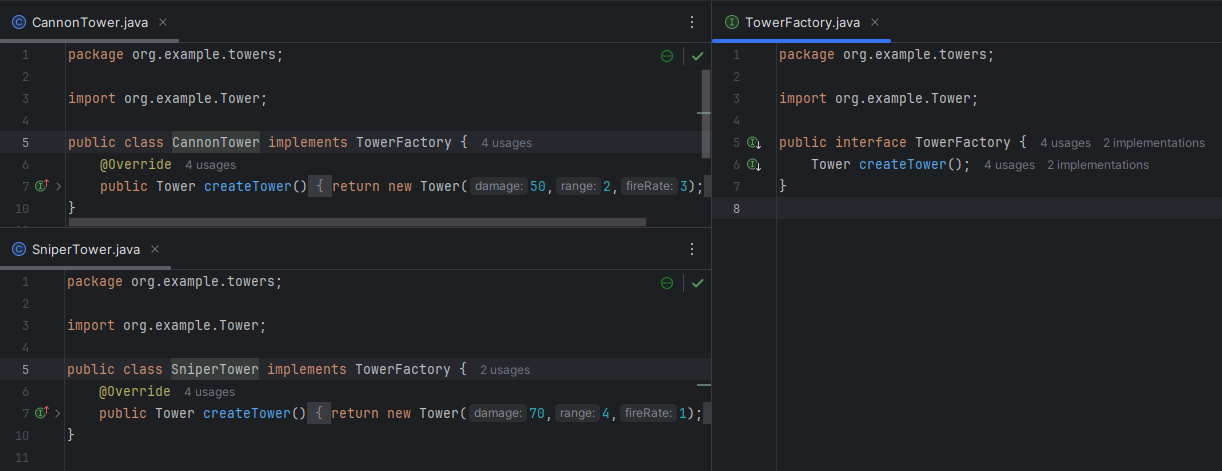 CannonTower.java
1 package org.example.towers;
2
3 import org.example.Tower;
4
5 public class CannonTower implements TowerFactory { 4 usages
6 @Override 4 usages
7 public Tower createTower() { return new Tower( damage: 50, range: 2, fireRate: 3);
10 }
SniperTower.java
1 package org.example.towers;
2
3 import org.example.Tower;
4
5 public class SniperTower implements TowerFactory { 2 usages
6 @Override 4 usages
7 public Tower createTower() { return new Tower( damage: 70, range: 4, fireRate: 1);
10 }
11
TowerFactory.java
1 package org.example.towers;
2
3 import org.example.Tower;
4
5 public interface TowerFactory { 4 usages 2 implementations
6 Tower createTower(); 4 usages 2 implementations
7 }
8